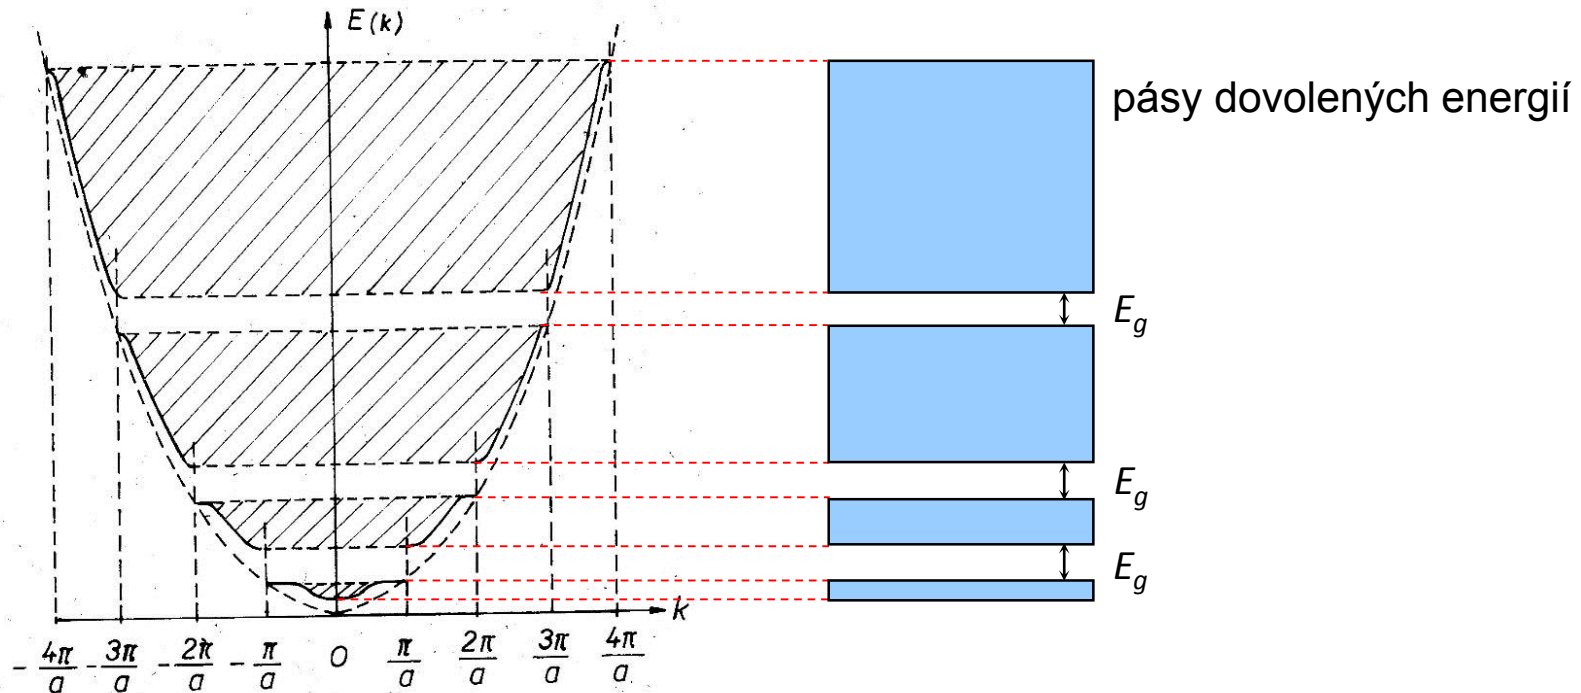 E(k)
pásy dovolených energií
E_g
E_g
E_g
k
- 4π/a - 3π/a - 2π/a - π/a 0 π/a 2π/a 3π/a 4π/a